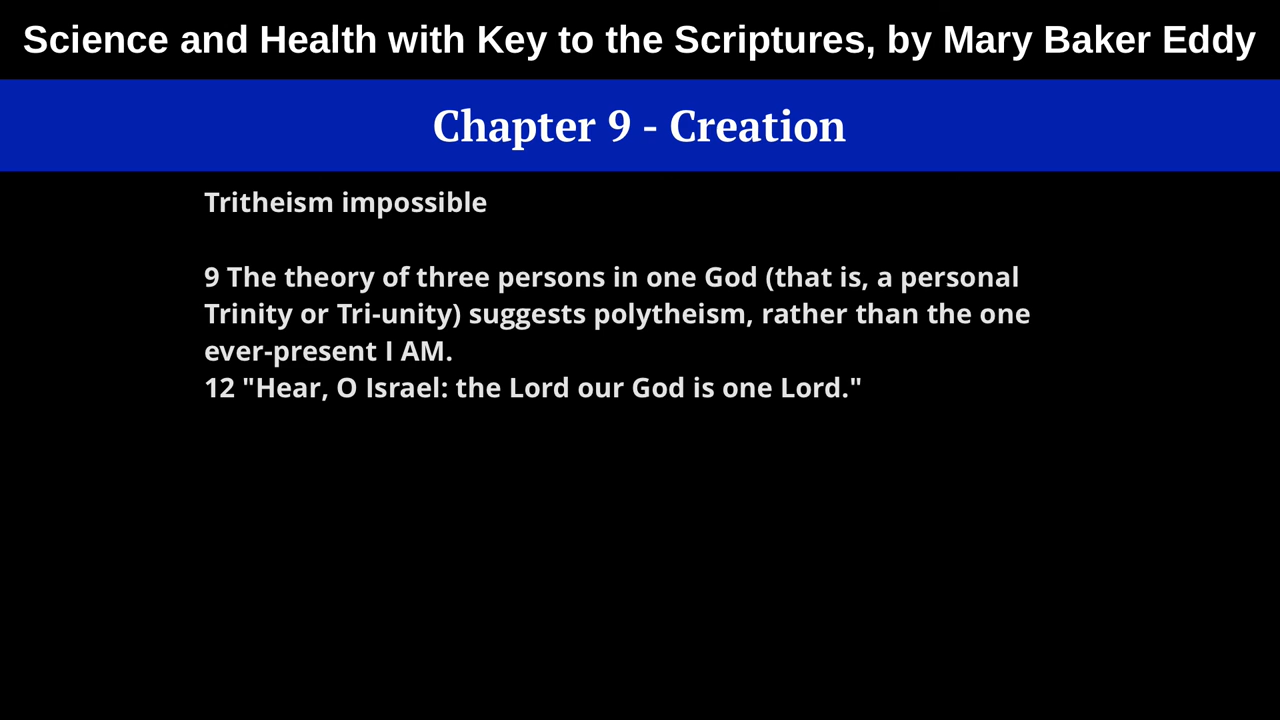 Science and Health with Key to the Scriptures, by Mary Baker Eddy
Chapter 9 - Creation
Tritheism impossible
9 The theory of three persons in one God (that is, a personal
Trinity or Tri-unity) suggests polytheism, rather than the one
ever-present I AM.
12 "Hear, O Israel: the Lord our God is one Lord."